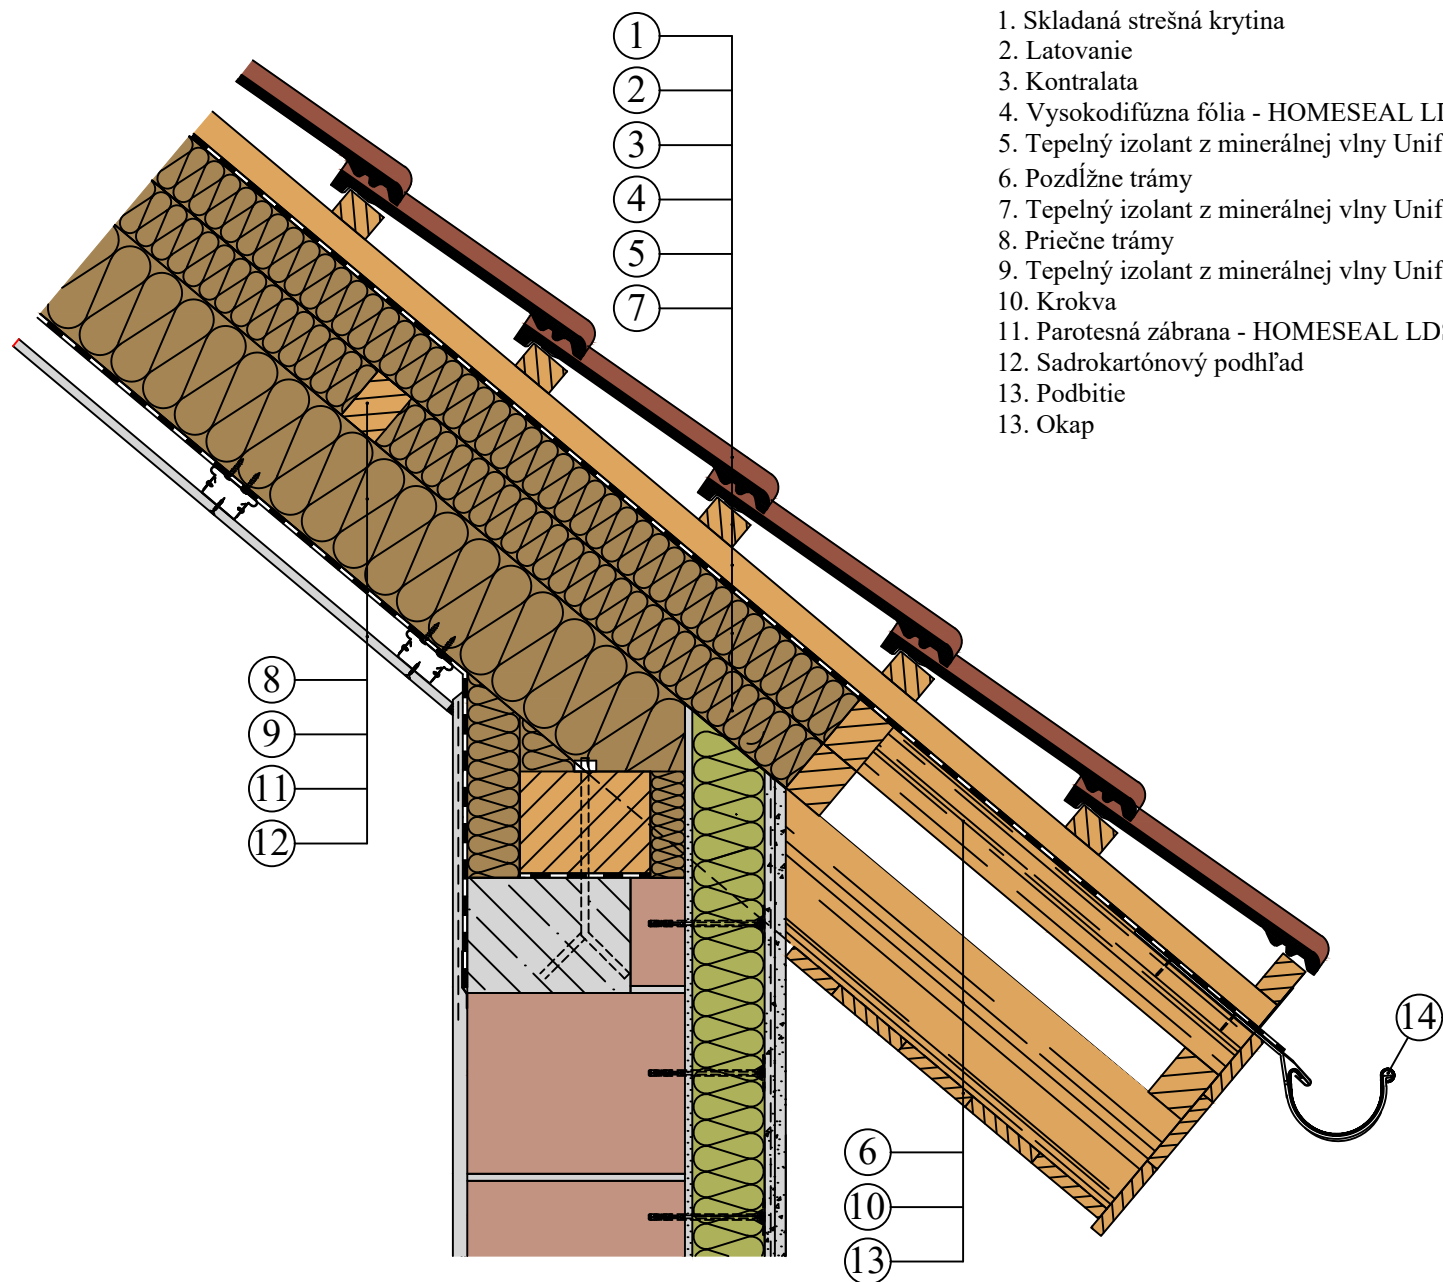 1. Skladaná strešná krytina
2. Latovanie
3. Kontralata
4. Vysokodifúzna fólia - HOMESEAL
5. Tepelný izolant z minerálnej vlny
6. Pozdĺžne trámy
7. Tepelný izolant z minerálnej vlny
8. Priečne trámy
9. Tepelný izolant z minerálnej vlny
10. Krokva
11. Parotesná zábrana - HOMESEAL
12. Sadrokartónový podhľad
13. Podbitie
13. Okap
1
2
3
4
5
7
8
9
11
12
14
6
10
13